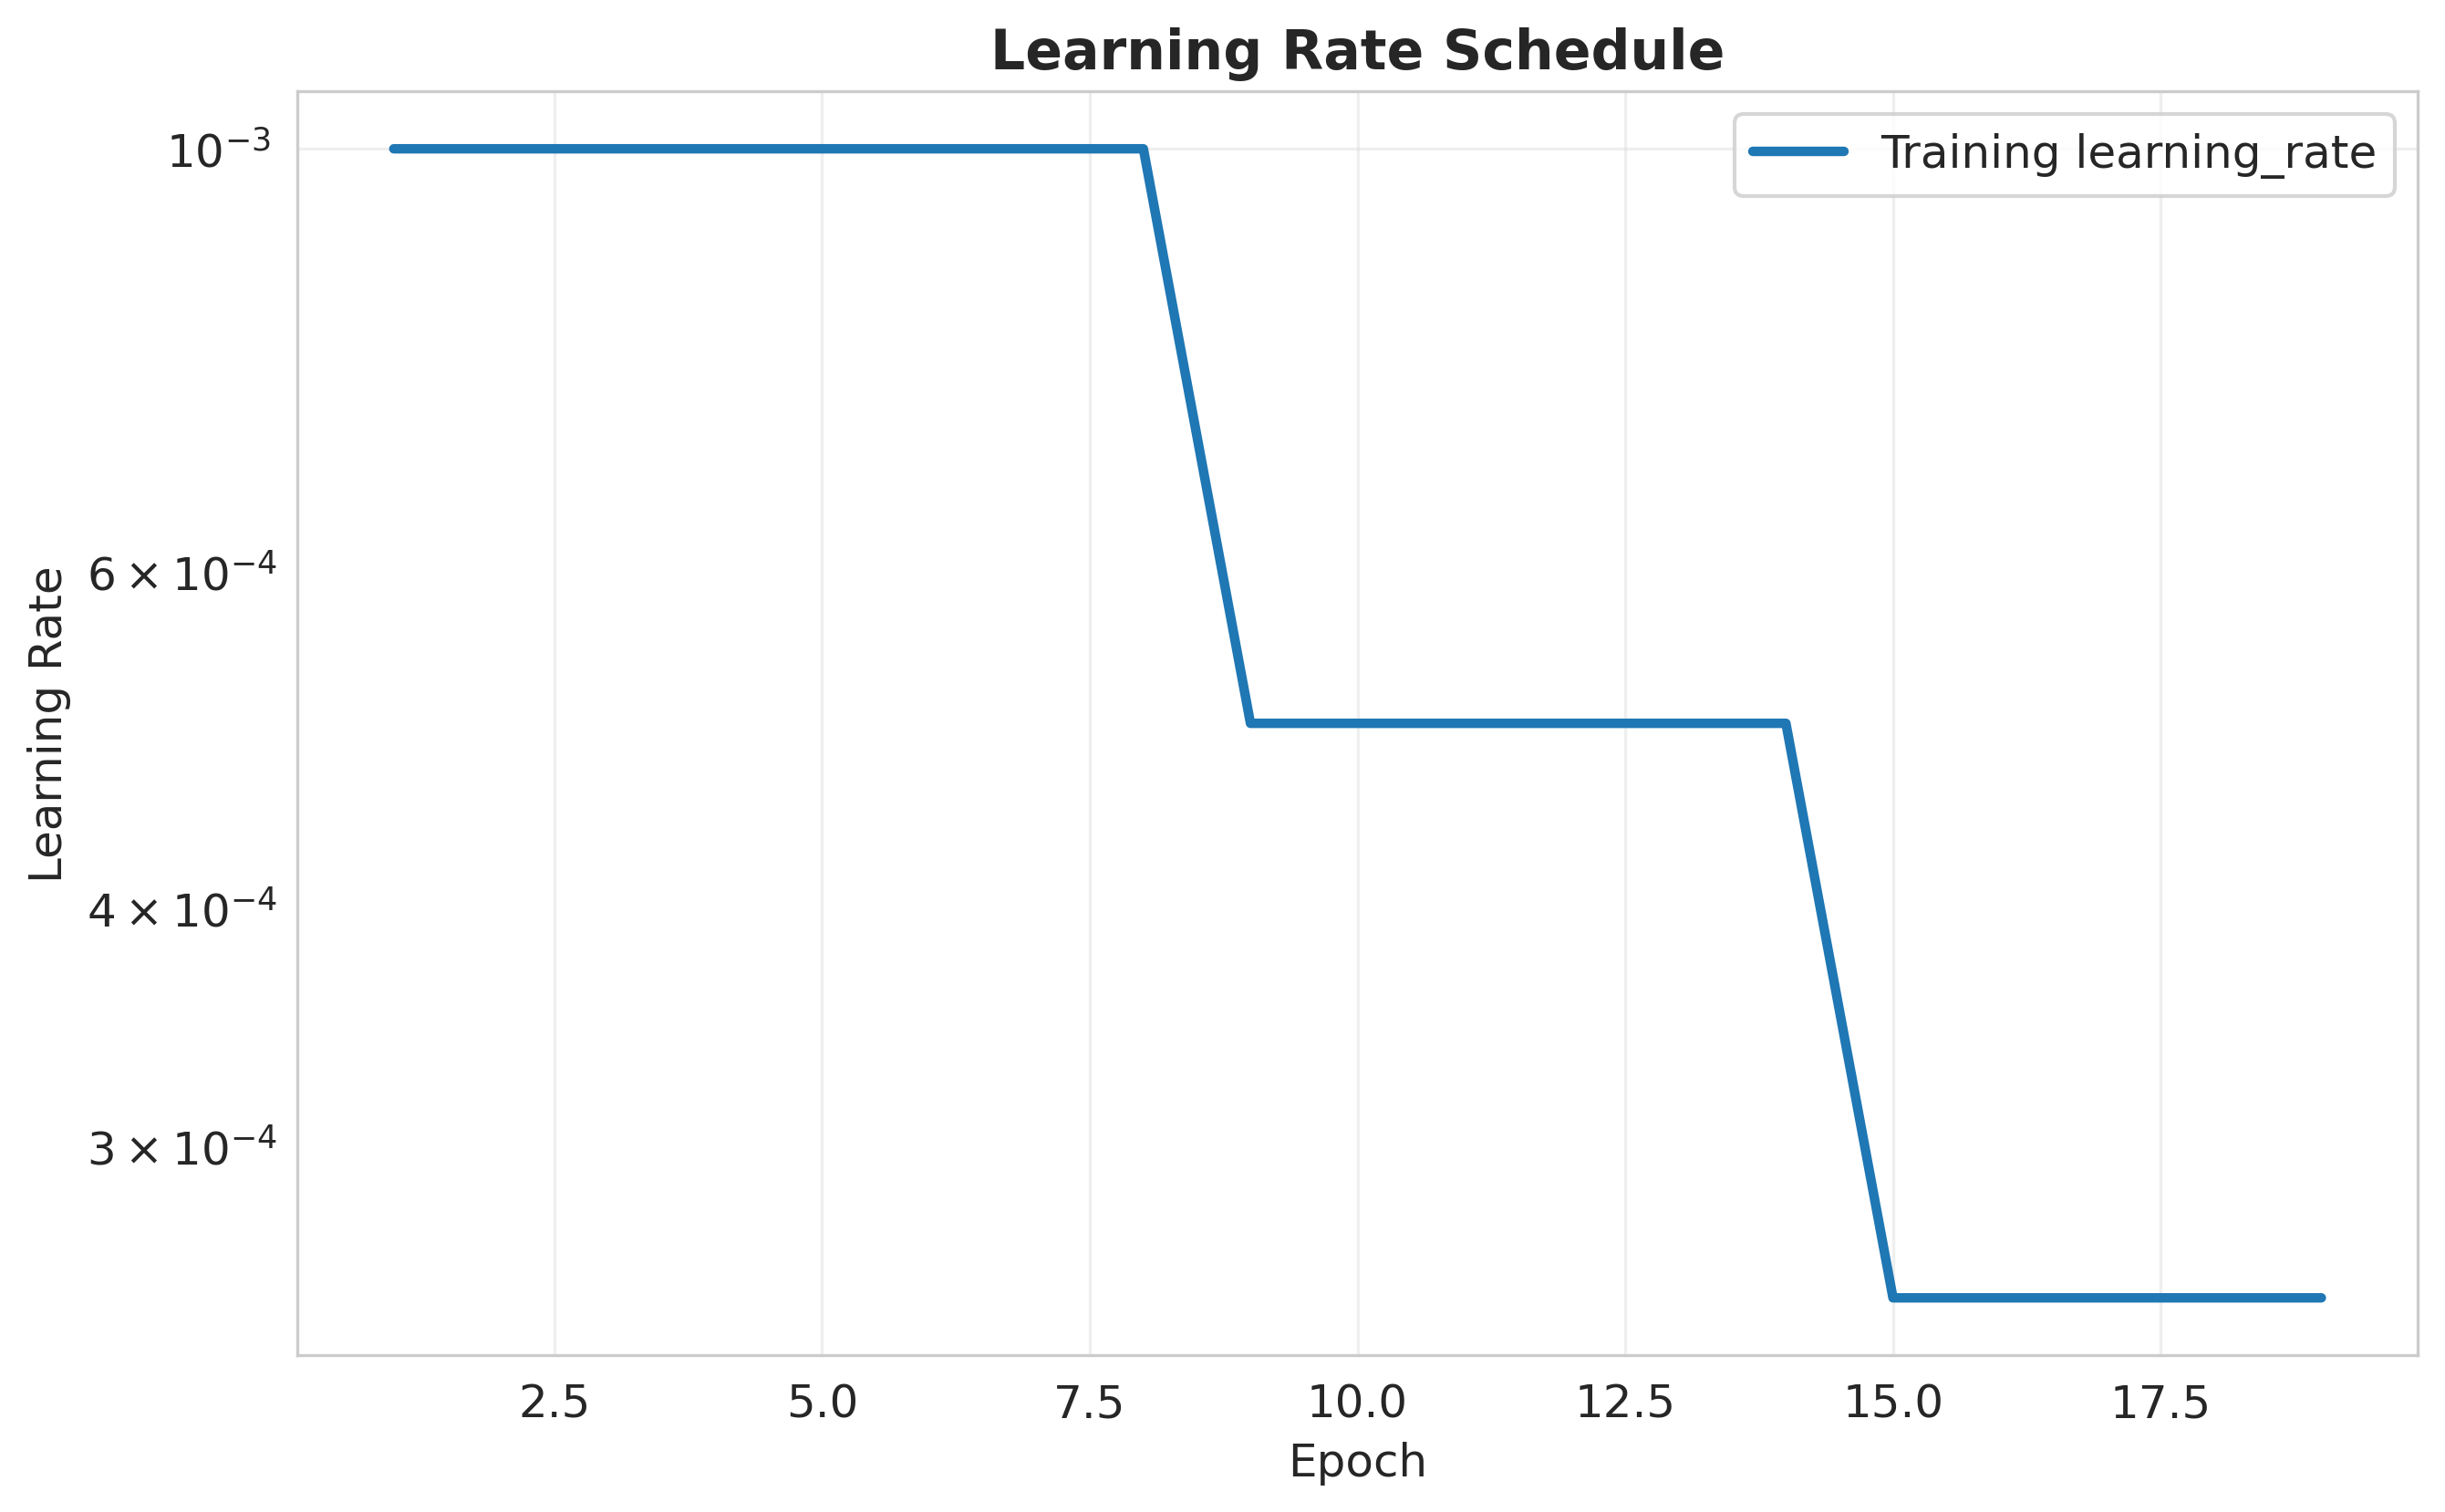 Learning Rate Schedule
Training learning_rate
Learning Rate
10⁻³
6 × 10⁻⁴
4 × 10⁻⁴
3 × 10⁻⁴
2.5 5.0 7.5 10.0 12.5 15.0 17.5
Epoch